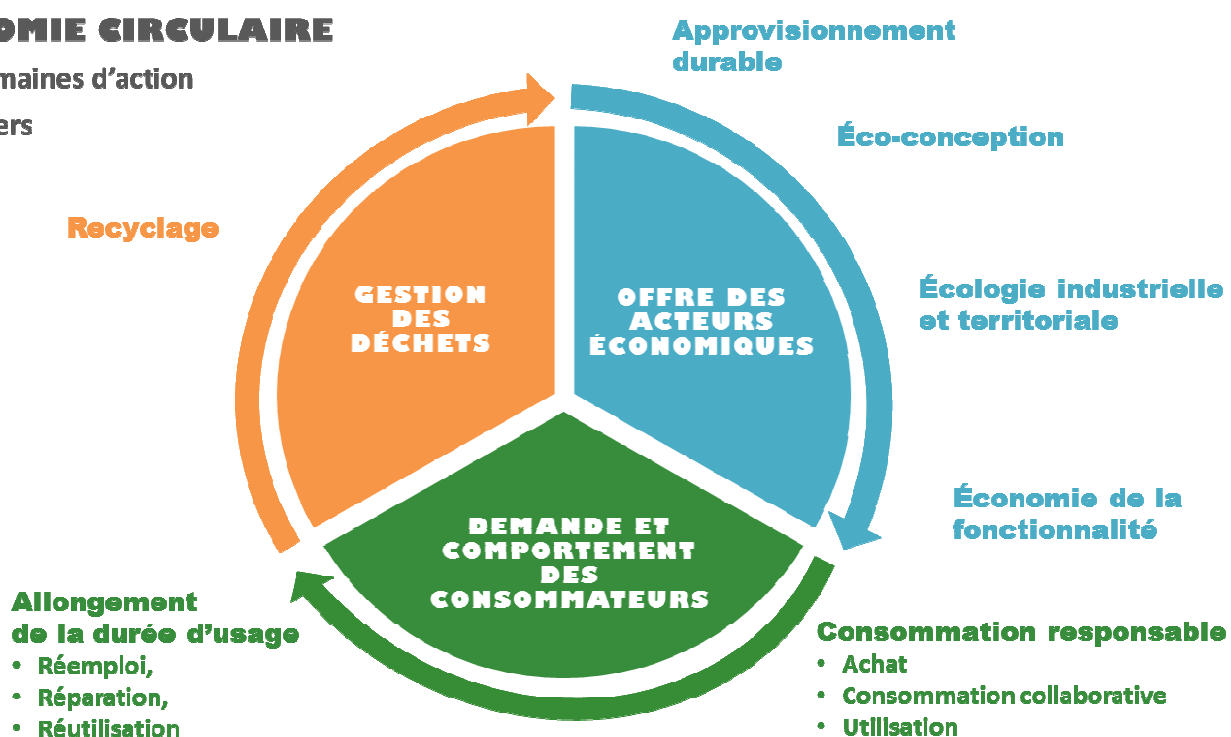 OMIE CIRCULAIRE
maines d’action
ers
Approvisionnement
durable
Éco-conception
Recyclage
Écologie industrielle
et territoriale
GESTION
DES
DÉCHETS
OFFRE DES
ACTEURS
ÉCONOMIQUES
Économie de la
fonctionnalité
DEMANDE ET
COMPORTEMENT
DES
CONSOMMATEURS
Allongement
de la durée d’usage
• Réemploi,
• Réparation,
• Réutilisation
Consommation responsable
• Achat
• Consommation collaborative
• Utilisation